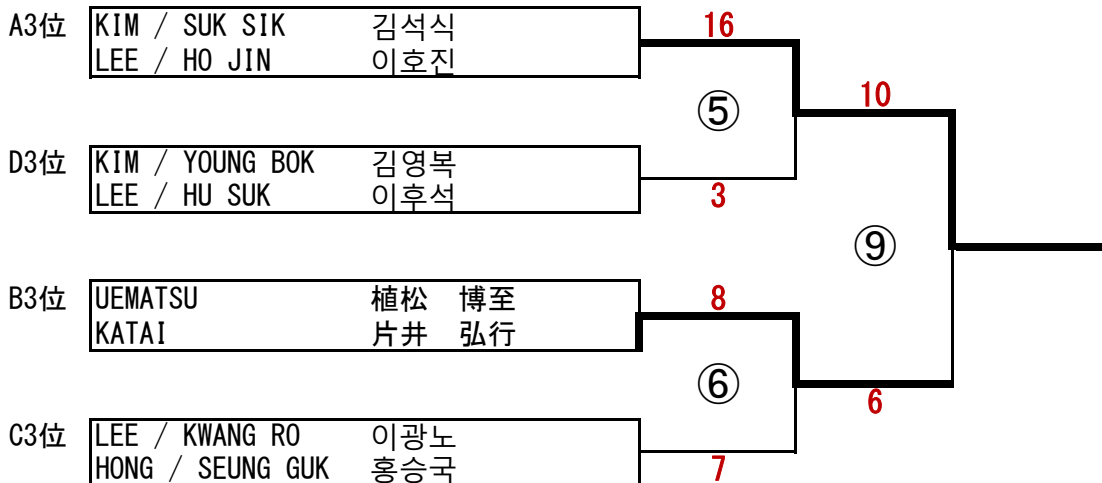 A3位 KIM / SUK SIK 김석식
LEE / HO JIN 이호진
16
⑤
10
D3位 KIM / YOUNG BOK 김영복
LEE / HU SUK 이후석
3
⑨
B3位 UEMATSU 植松 博至
KATAI 片井 弘行
8
⑥
6
C3位 LEE / KWANG RO 이광노
HONG / SEUNG GUK 홍승국
7